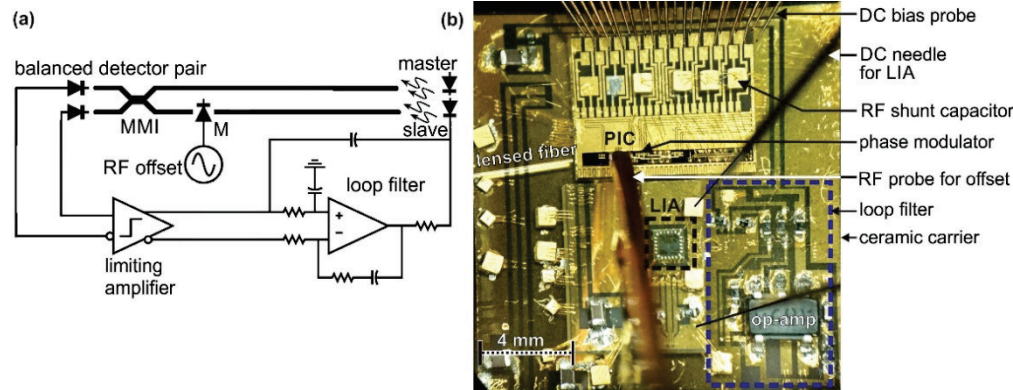 (a)
balanced detector pair
master
slave
MMI
M
RF offset
loop filter
+
−
limiting
amplifier
(b)
DC bias probe
DC needle
for LIA
RF shunt capacitor
PIC
phase modulator
lensed fiber
RF probe for offset
LIA
loop filter
ceramic carrier
op-amp
4 mm